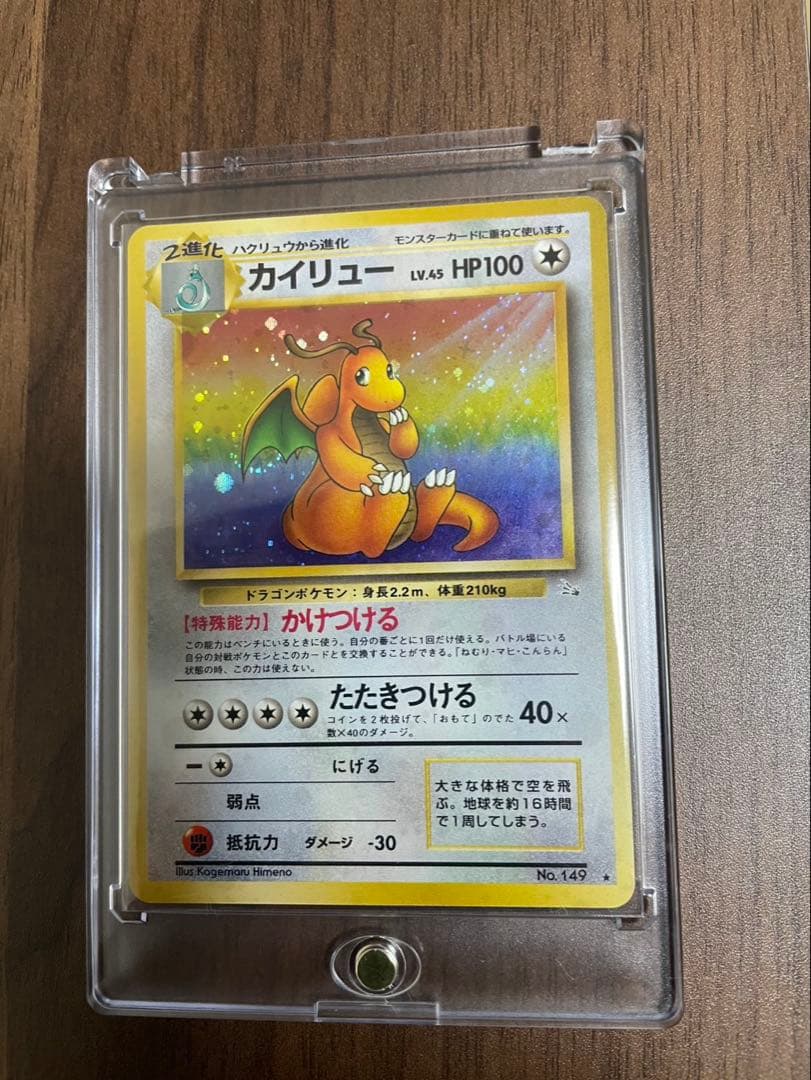 2進化 ハクリュウから進化 モンスターカードに重ねて使います。
カイリュー LV.45 HP100
ドラゴンポケモン：身長2.2m、体重210kg
【特殊能力】 かけつける
この能力はベンチにいるときに使う。自分の番ごとに1回だけ使える。バトル場にいる
自分の対戦ポケモンとこのカードとを交換することができる。「ねむり・マヒ・こんらん」
状態の時、この力は使えない。
たたきつける
コインを2枚投げて、「おもて」のでた
数×40のダメージ。
40×
にげる
弱点
抵抗力 ダメージ -30
大きな体格で空を飛
ぶ。地球を約16時間
で1周してしまう。
Illus. Kagemaru Himeno
No. 149